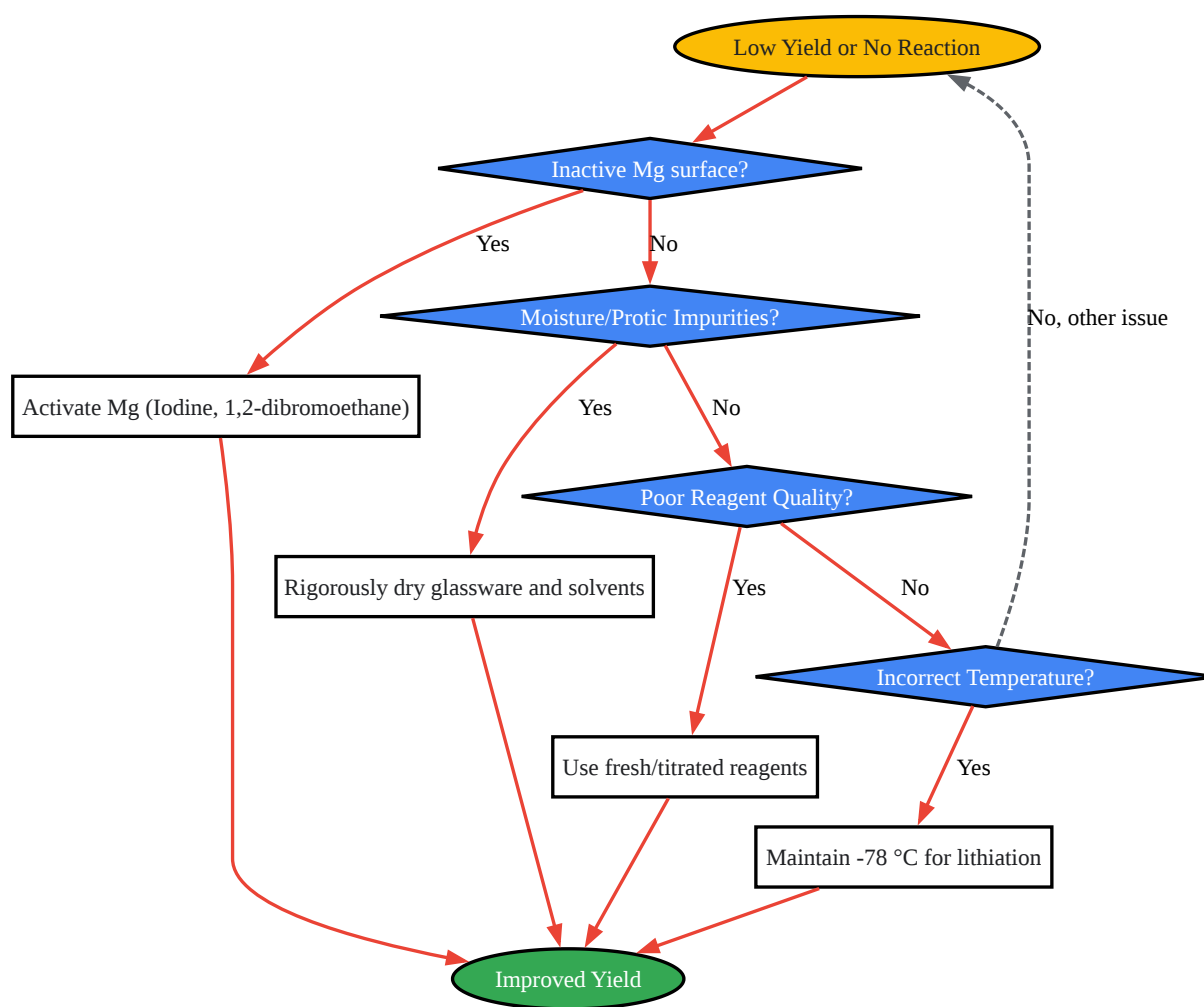 Low Yield or No Reaction
Inactive Mg surface?
Yes
No
Moisture/Protic Impurities?
No, other issue
Activate Mg (Iodine, 1,2-dibromoethane)
Yes
No
Poor Reagent Quality?
Rigorously dry glassware and solvents
Yes
No
Incorrect Temperature?
Use fresh/titrated reagents
Yes
Maintain -78 °C for lithiation
Improved Yield